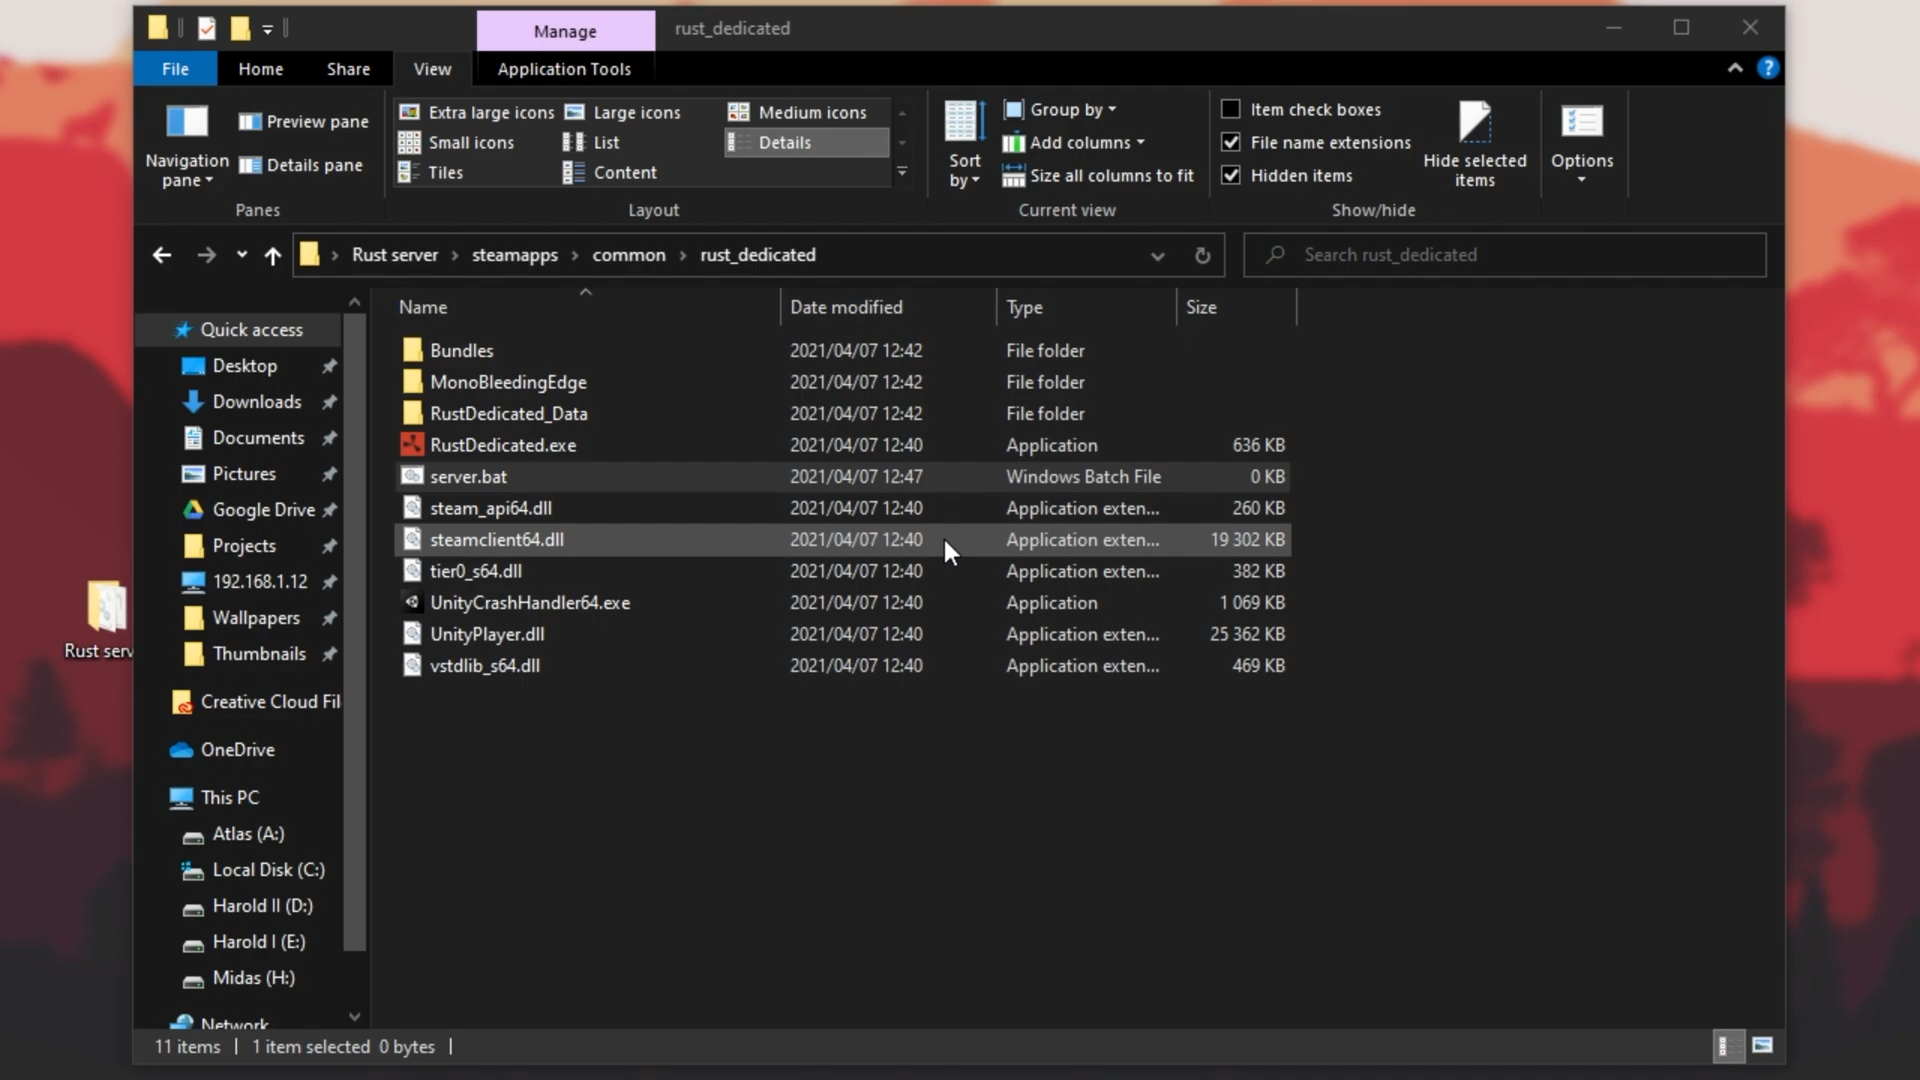 Manage
rust_dedicated
File
Home
Share
View
Application Tools
Navigation pane
Preview pane
Details pane
Panes
Extra large icons
Large icons
Medium icons
Small icons
List
Details
Tiles
Content
Layout
Sort by
Group by
Add columns
Size all columns to fit
Current view
Item check boxes
File name extensions
Hidden items
Hide selected items
Options
Show/hide
Rust server
steamapps
common
rust_dedicated
Search rust_dedicated
Name Date modified Type Size
Quick access
Desktop
Downloads
Documents
Pictures
Google Drive
Projects
192.168.1.12
Wallpapers
Thumbnails
Creative Cloud Fil
OneDrive
This PC
Atlas (A:)
Local Disk (C:)
Harold II (D:)
Harold I (E:)
Midas (H:)
Network
Bundles 2021/04/07 12:42 File folder
MonoBleedingEdge 2021/04/07 12:42 File folder
RustDedicated_Data 2021/04/07 12:42 File folder
RustDedicated.exe 2021/04/07 12:40 Application 636 KB
server.bat 2021/04/07 12:47 Windows Batch File 0 KB
steam_api64.dll 2021/04/07 12:40 Application exten... 260 KB
steamclient64.dll 2021/04/07 12:40 Application exten... 19 302 KB
tier0_s64.dll 2021/04/07 12:40 Application exten... 382 KB
UnityCrashHandler64.exe 2021/04/07 12:40 Application 1 069 KB
UnityPlayer.dll 2021/04/07 12:40 Application exten... 25 362 KB
vstdlib_s64.dll 2021/04/07 12:40 Application exten... 469 KB
Rust serv
11 items
1 item selected 0 bytes